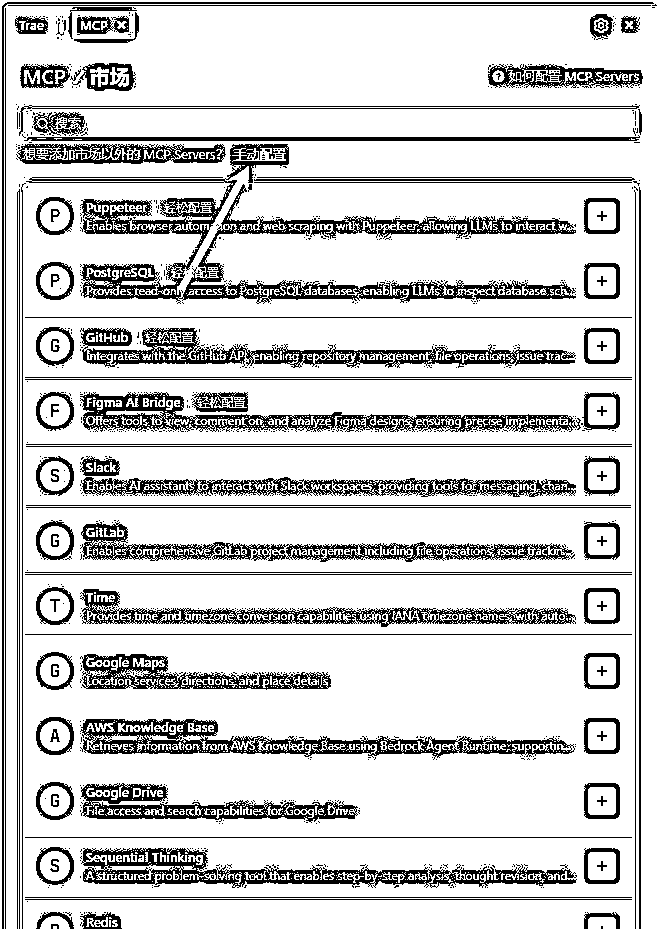 Trae MCP
MCP / 市场
如何配置 MCP Servers
搜索
想要添加市场以外的 MCP Servers? 手动配置
P Puppeteer 轻松配置
Enables browser automation and web scraping with Puppeteer, allowing LLMs to interact w...
P PostgreSQL 轻松配置
Provides read-only access to PostgreSQL databases, enabling LLMs to inspect database sch...
G GitHub 轻松配置
Integrates with the GitHub API, enabling repository management, file operations, issue trac...
F Figma AI Bridge 轻松配置
Offers tools to view, comment on, and analyze Figma designs, ensuring precise implementa...
S Slack
Enables AI assistants to interact with Slack workspaces, providing tools for messaging, chan...
G GitLab
Enables comprehensive GitLab project management including file operations, issue trackin...
T Time
Provides time and timezone conversion capabilities using IANA timezone names, with auto...
G Google Maps
Location services, directions, and place details
A AWS Knowledge Base
Retrieves information from AWS Knowledge Base using Bedrock Agent Runtime, supportin...
G Google Drive
File access and search capabilities for Google Drive
S Sequential Thinking
A structured problem-solving tool that enables step-by-step analysis, thought revision, and...
Redis